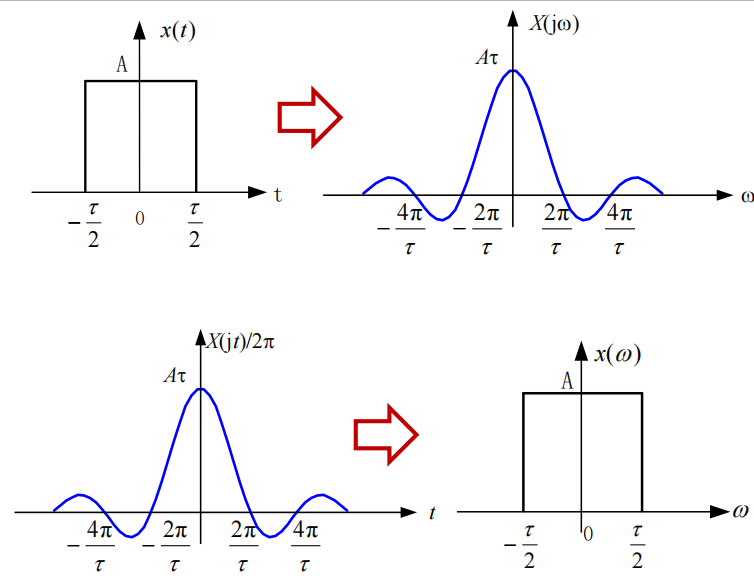 x(t)
A
t
-τ/2
0
τ/2
X(jω)
Aτ
ω
-4π/τ
-2π/τ
2π/τ
4π/τ
X(jt)/2π
Aτ
t
-4π/τ
-2π/τ
2π/τ
4π/τ
x(ω)
A
ω
-τ/2
0
τ/2